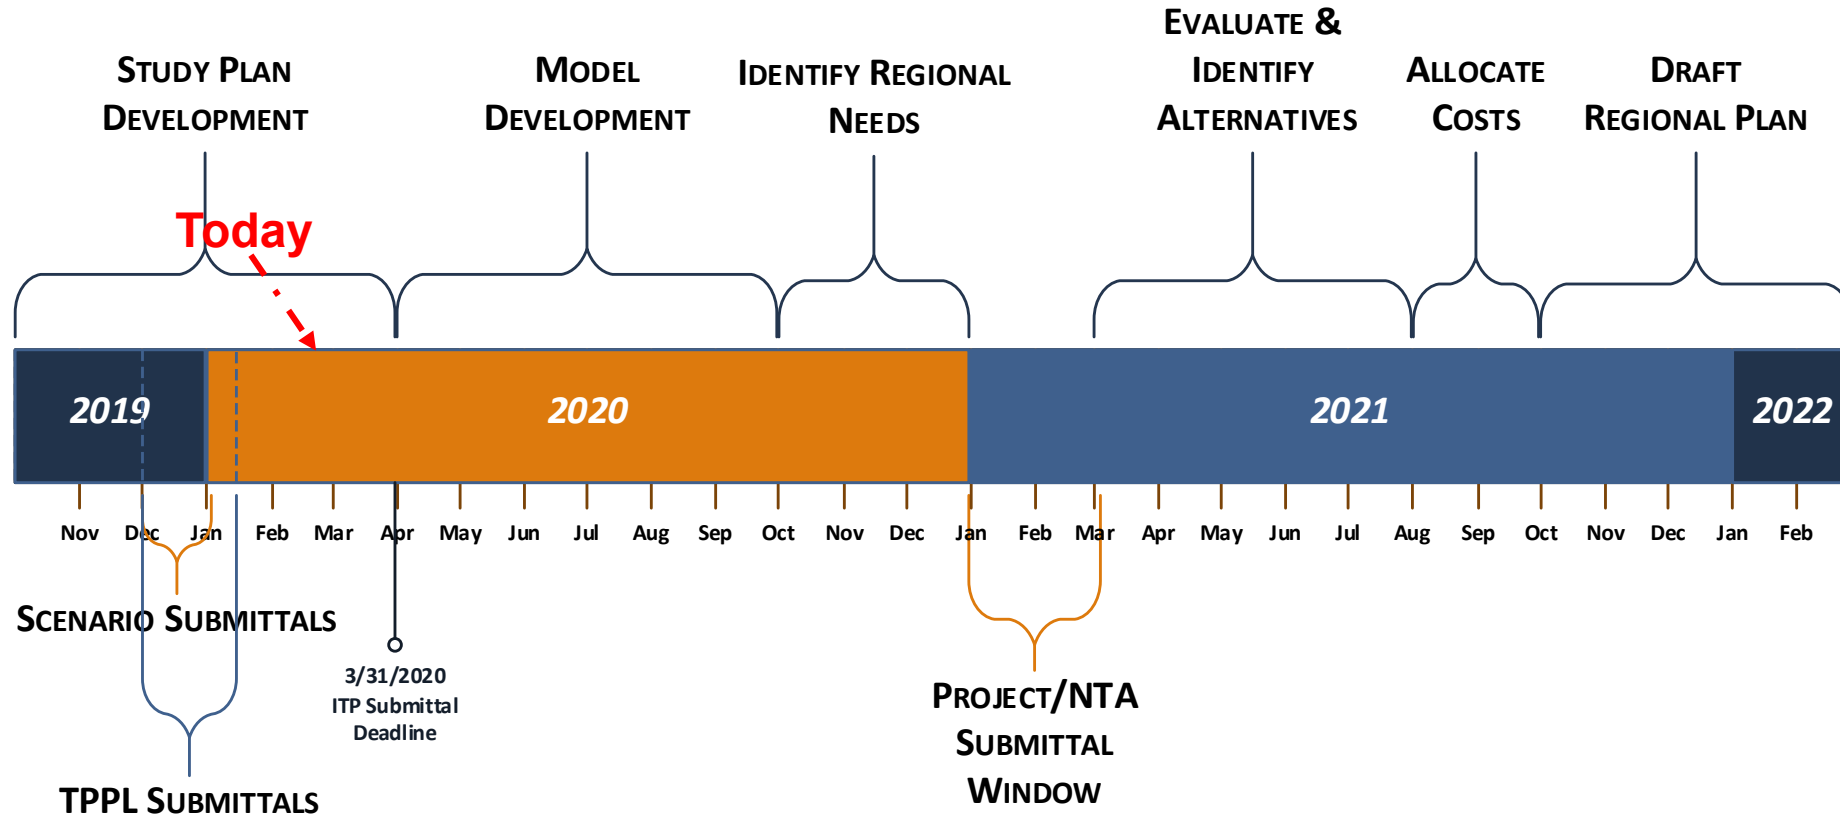 STUDY PLAN
DEVELOPMENT
MODEL
DEVELOPMENT
IDENTIFY REGIONAL
NEEDS
EVALUATE &
IDENTIFY
ALTERNATIVES
ALLOCATE
COSTS
DRAFT
REGIONAL PLAN
Today
2019
2020
2021
2022
Nov Dec Jan Feb Mar Apr May Jun Jul Aug Sep Oct Nov Dec Jan Feb Mar Apr May Jun Jul Aug Sep Oct Nov Dec Jan Feb
SCENARIO SUBMITTALS
3/31/2020
ITP Submittal
Deadline
TPPL SUBMITTALS
PROJECT/NTA
SUBMITTAL
WINDOW